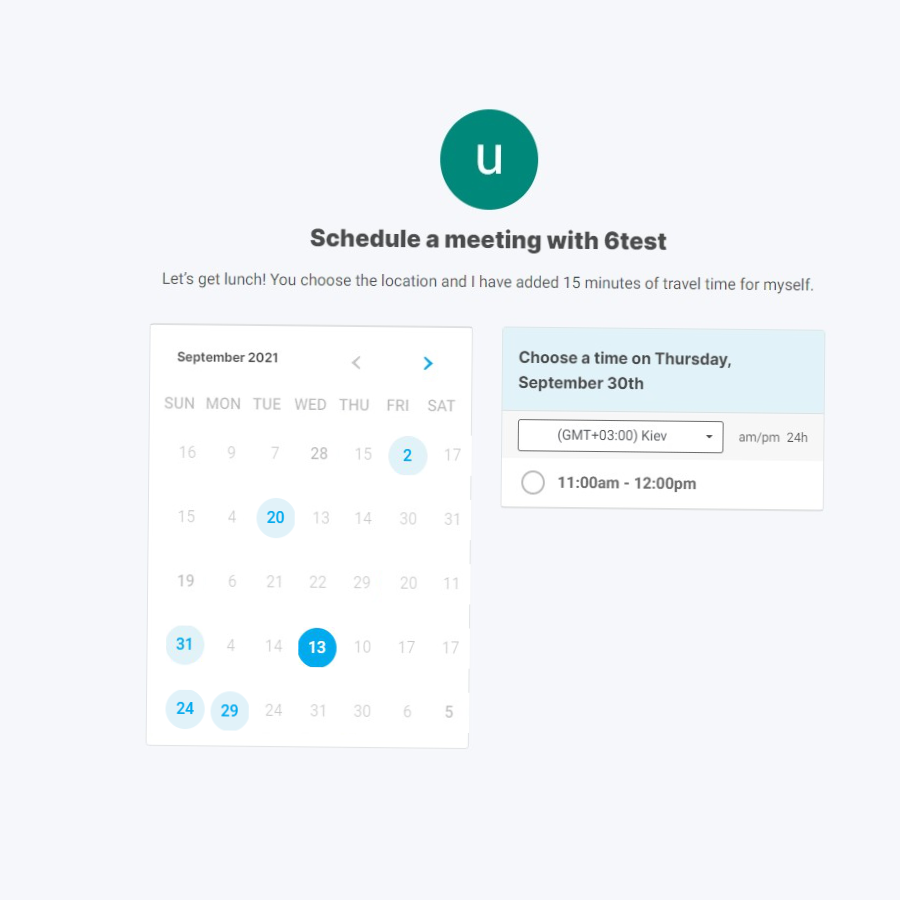 u
Schedule a meeting with 6test
Let's get lunch! You choose the location and I have added 15 minutes of travel time for myself.
September 2021
SUN MON TUE WED THU FRI SAT
16 9 7 28 15 2 17
15 4 20 13 14 30 31
19 6 21 22 29 20 11
31 4 14 13 10 17 17
24 29 24 31 30 6 5
Choose a time on Thursday,
September 30th
(GMT+03:00) Kiev am/pm 24h
11:00am - 12:00pm